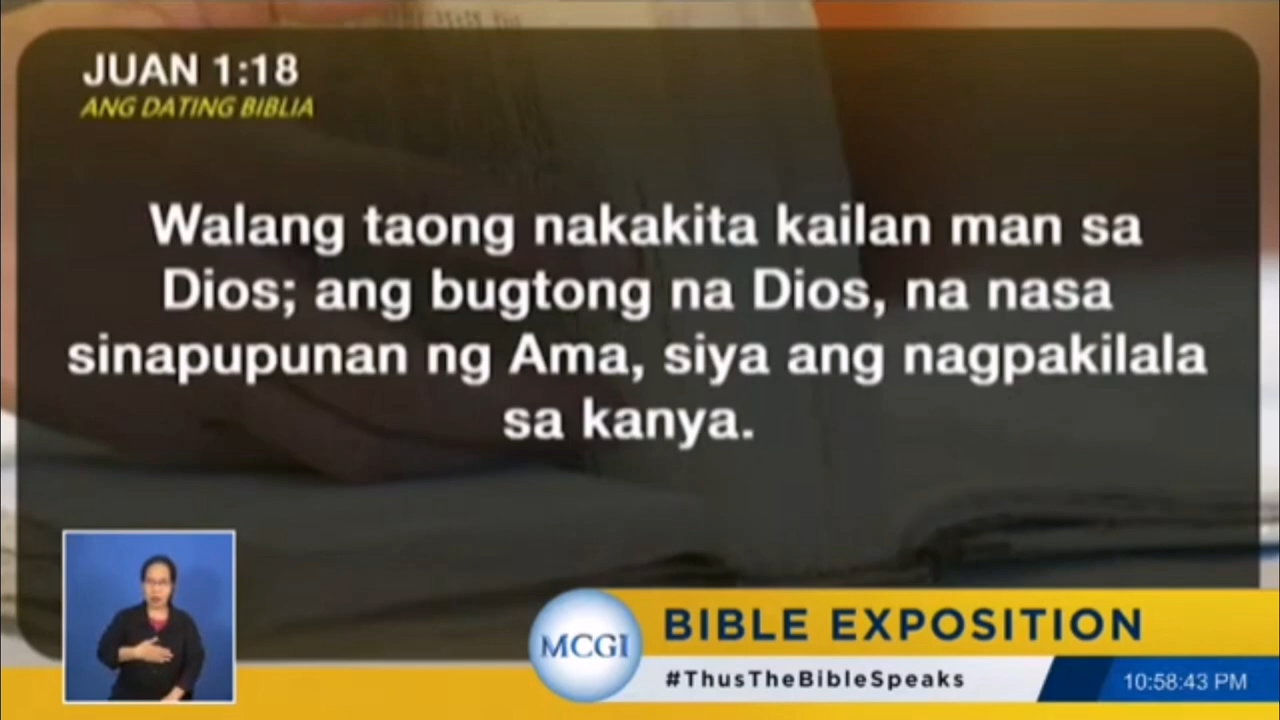 JUAN 1:18
ANG DATING BIBLIA
Walang taong nakakita kailan man sa
Dios; ang bugtong na Dios, na nasa
sinapupunan ng Ama, siya ang nagpakilala
sa kanya.
MCGI
BIBLE EXPOSITION
#ThusTheBibleSpeaks
10:58:43 PM